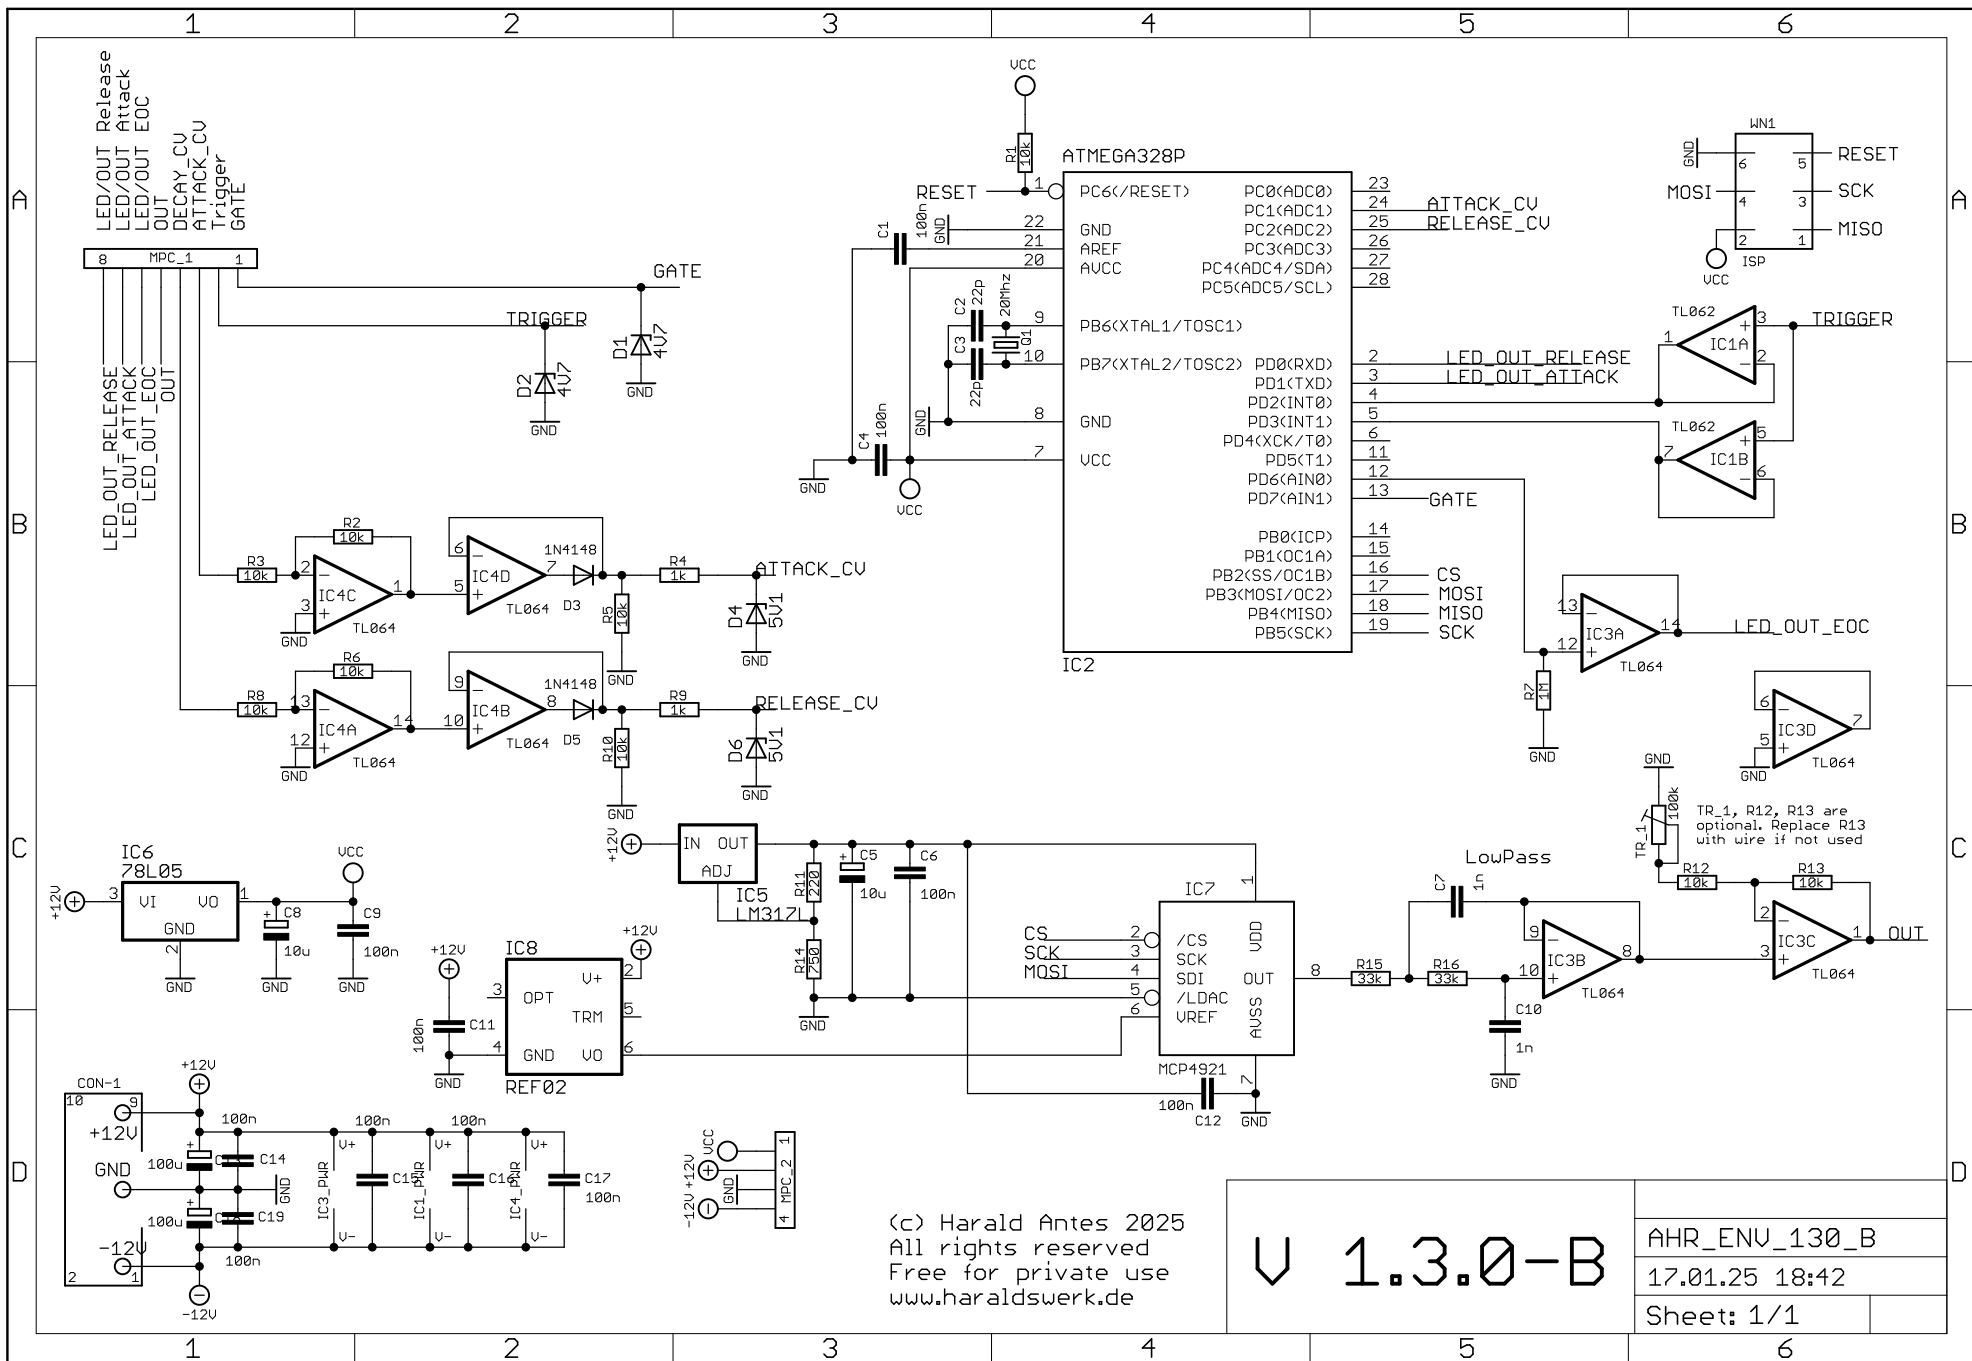 1 2 3 4 5 6
A
B
C
D
LED/OUT Release
LED/OUT Attack
LED/OUT EOC
OUT
DECAY_CV
ATTACK_CV
Trigger
GATE
8 MPC_1 1
GATE
TRIGGER
D1
4V7
GND
D2
4V7
GND
LED_OUT_RELEASE
LED_OUT_ATTACK
LED_OUT_EOC
OUT
VCC
R1
10k
ATMEGA328P
RESET
1 PC6(/RESET)
22 GND
21 AREF
20 AVCC
9 PB6(XTAL1/TOSC1)
10 PB7(XTAL2/TOSC2)
8 GND
7 VCC
PC0(ADC0) 23
PC1(ADC1) 24 ATTACK_CV
PC2(ADC2) 25 RELEASE_CV
PC3(ADC3) 26
PC4(ADC4/SDA) 27
PC5(ADC5/SCL) 28
PD0(RXD) 2 LED_OUT_RELEASE
PD1(TXD) 3 LED_OUT_ATTACK
PD2(INT0) 4
PD3(INT1) 5
PD4(XCK/T0) 6
PD5(T1) 11
PD6(AIN0) 12
PD7(AIN1) 13 GATE
PB0(ICP) 14
PB1(OC1A) 15
PB2(SS/OC1B) 16 CS
PB3(MOSI/OC2) 17 MOSI
PB4(MISO) 18 MISO
PB5(SCK) 19 SCK
IC2
C1
100n
GND
C2
22p
20Mhz
Q1
C3
22p
GND
C4
100n
GND
VCC
WN1
GND 6 5 RESET
MOSI 4 3 SCK
2 1 MISO
ISP
VCC
TL062
3 TRIGGER
1 IC1A
2
TL062
5
7 IC1B
6
R3
10k
R2
10k
2
3
IC4C
1
TL064
GND
6
5
IC4D
7
TL064
1N4148
D3
R5
10k
GND
R4
1k
ATTACK_CV
D4
5V1
GND
R8
10k
R6
10k
13
12
IC4A
14
TL064
GND
9
10
IC4B
8
TL064
1N4148
D5
R10
10k
GND
R9
1k
RELEASE_CV
D6
5V1
GND
13
12
IC3A
14
LED_OUT_EOC
TL064
R7
1M
GND
6
5
IC3D
7
TL064
GND
GND
TR_1
100k
TR_1, R12, R13 are
optional. Replace R13
with wire if not used
R12
10k
R13
10k
2
3
IC3C
1
OUT
TL064
IC6
78L05
+12V
3 VI VO 1
GND
2
GND
VCC
C8
10u
GND
C9
100n
GND
+12V
IN OUT
ADJ
IC5
LM317L
R11
220
R14
750
C5
10u
C6
100n
GND
+12V
C11
100n
GND
IC8
+12V
V+ 2
3 OPT
TRM 5
4 GND VO 6
REF02
IC7
1
VDD
CS 2 /CS
SCK 3 SCK
MOSI 4 SDI
5 /LDAC
6 VREF
OUT 8
AVSS
7
MCP4921
100n
C12
GND
LowPass
R15
33k
R16
33k
C7
1n
C10
1n
GND
9
10
IC3B
8
TL064
CON-1
10 9
+12V
GND
-12V
2 1
+12V
100u
100n
C14
GND
100u
C19
100n
-12V
V+
IC3_PWR
V-
100n
C15
V+
IC1_PWR
V-
100n
C16
V+
IC4_PWR
V-
C17
100n
VCC
+12V
GND
-12V
1
MPC_2
4
(c) Harald Antes 2025
All rights reserved
Free for private use
www.haraldswerk.de
V 1.3.0-B
AHR_ENV_130_B
17.01.25 18:42
Sheet: 1/1
A
B
C
D
1 2 3 4 5 6